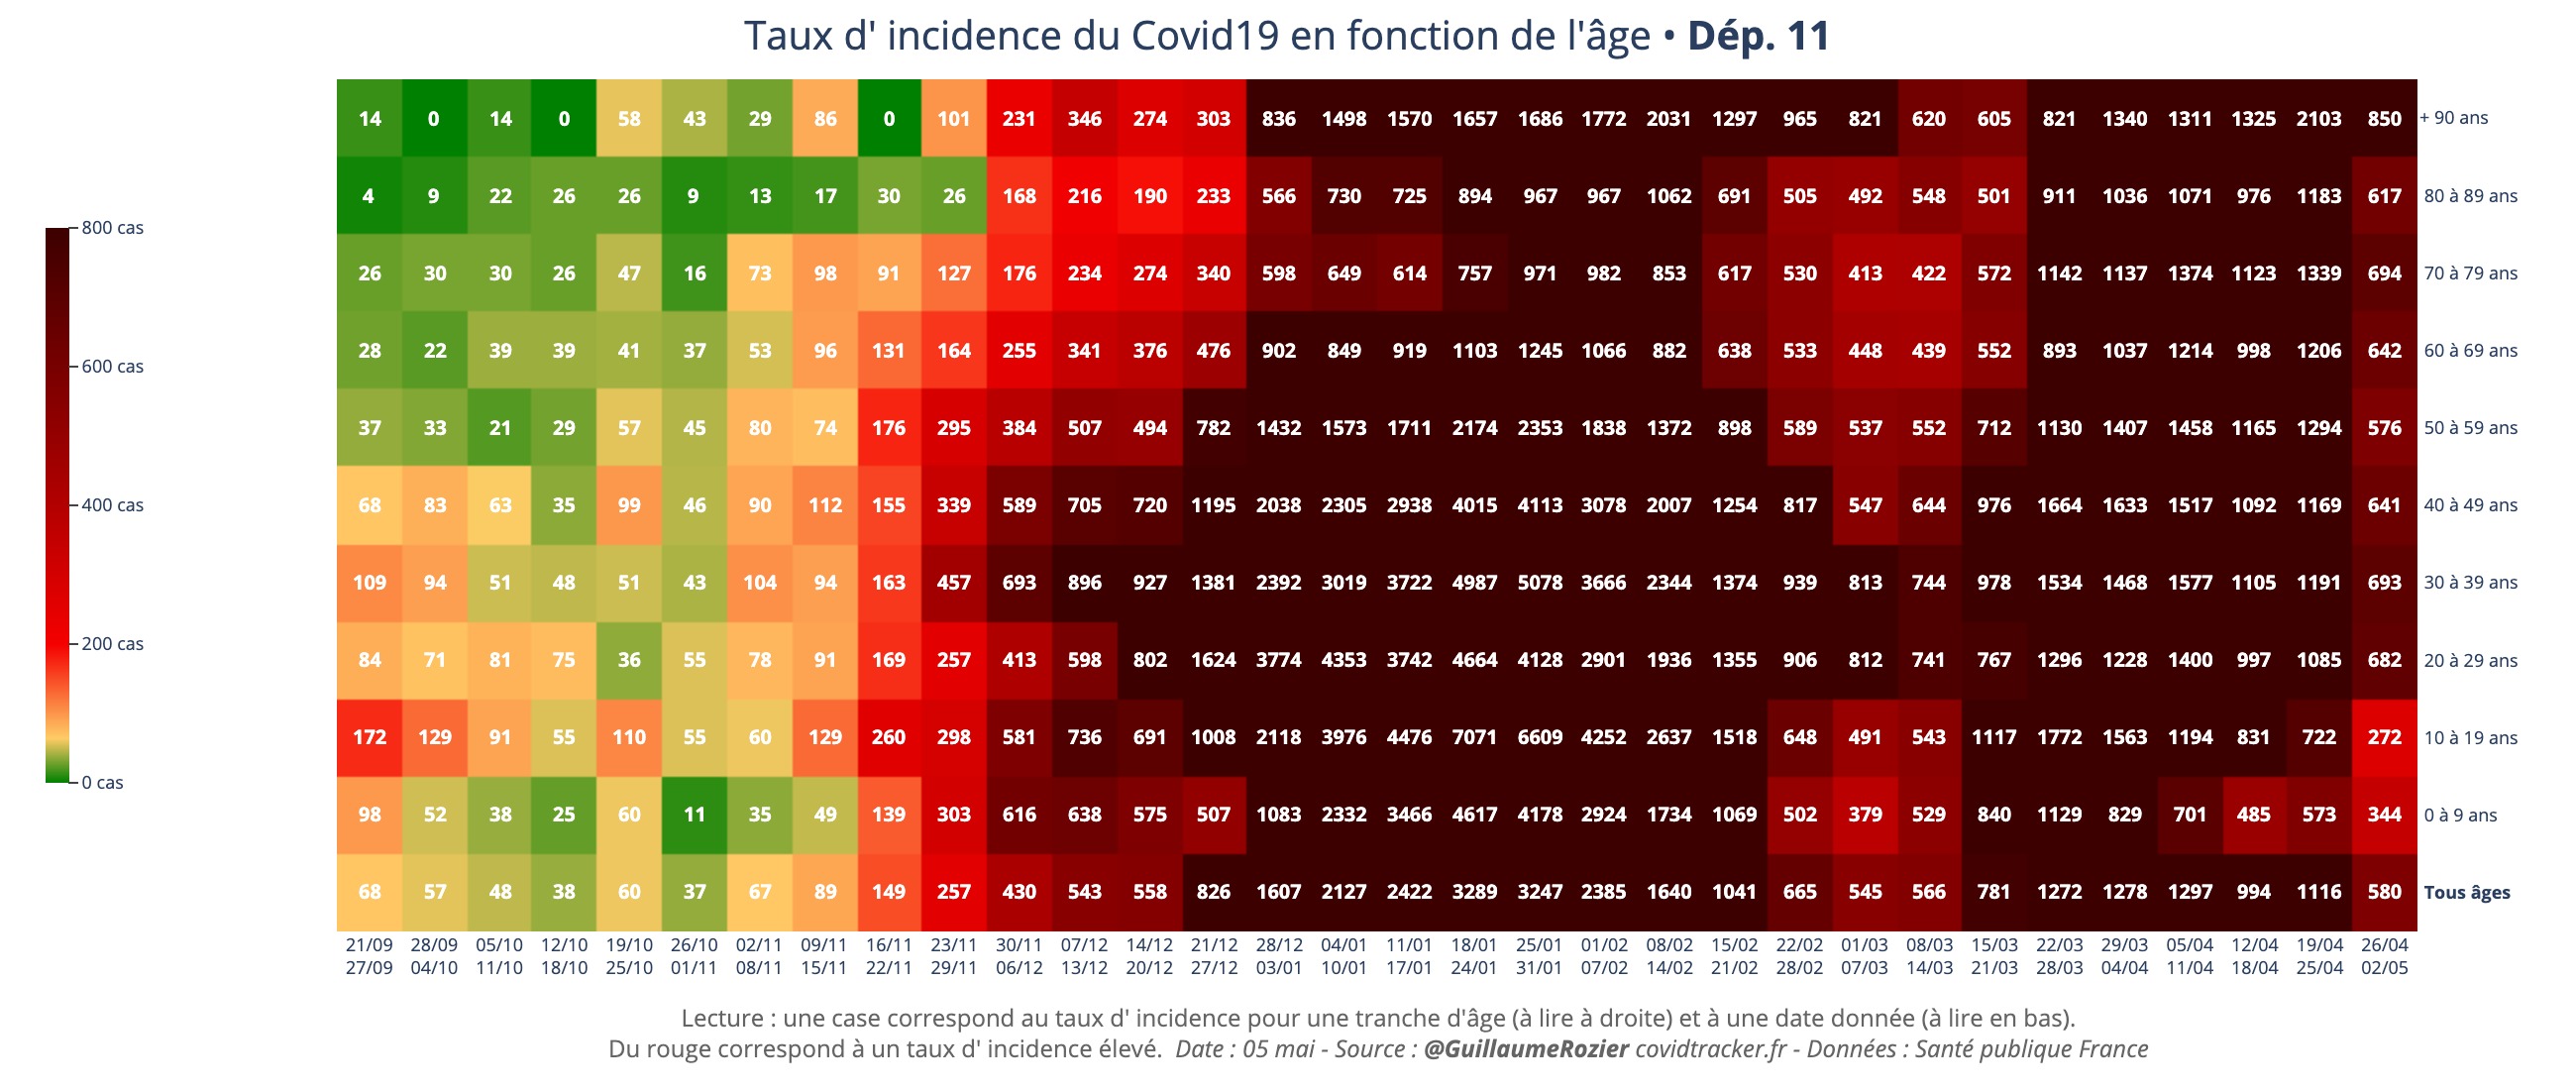 Taux d' incidence du Covid19 en fonction de l'âge • Dép. 11
14 0 14 0 58 43 29 86 0 101 231 346 274 303 836 1498 1570 1657 1686 1772 2031 1297 965 821 620 605 821 1340 1311 1325 2103 850 + 90 ans
4 9 22 26 26 9 13 17 30 26 168 216 190 233 566 730 725 894 967 967 1062 691 505 492 548 501 911 1036 1071 976 1183 617 80 à 89 ans
800 cas
26 30 30 26 47 16 73 98 91 127 176 234 274 340 598 649 614 757 971 982 853 617 530 413 422 572 1142 1137 1374 1123 1339 694 70 à 79 ans
28 22 39 39 41 37 53 96 131 164 255 341 376 476 902 849 919 1103 1245 1066 882 638 533 448 439 552 893 1037 1214 998 1206 642 60 à 69 ans
600 cas
37 33 21 29 57 45 80 74 176 295 384 507 494 782 1432 1573 1711 2174 2353 1838 1372 898 589 537 552 712 1130 1407 1458 1165 1294 576 50 à 59 ans
400 cas
68 83 63 35 99 46 90 112 155 339 589 705 720 1195 2038 2305 2938 4015 4113 3078 2007 1254 817 547 644 976 1664 1633 1517 1092 1169 641 40 à 49 ans
109 94 51 48 51 43 104 94 163 457 693 896 927 1381 2392 3019 3722 4987 5078 3666 2344 1374 939 813 744 978 1534 1468 1577 1105 1191 693 30 à 39 ans
200 cas
84 71 81 75 36 55 78 91 169 257 413 598 802 1624 3774 4353 3742 4664 4128 2901 1936 1355 906 812 741 767 1296 1228 1400 997 1085 682 20 à 29 ans
172 129 91 55 110 55 60 129 260 298 581 736 691 1008 2118 3976 4476 7071 6609 4252 2637 1518 648 491 543 1117 1772 1563 1194 831 722 272 10 à 19 ans
0 cas
98 52 38 25 60 11 35 49 139 303 616 638 575 507 1083 2332 3466 4617 4178 2924 1734 1069 502 379 529 840 1129 829 701 485 573 344 0 à 9 ans
68 57 48 38 60 37 67 89 149 257 430 543 558 826 1607 2127 2422 3289 3247 2385 1640 1041 665 545 566 781 1272 1278 1297 994 1116 580 Tous âges
21/09 28/09 05/10 12/10 19/10 26/10 02/11 09/11 16/11 23/11 30/11 07/12 14/12 21/12 28/12 04/01 11/01 18/01 25/01 01/02 08/02 15/02 22/02 01/03 08/03 15/03 22/03 29/03 05/04 12/04 19/04 26/04
27/09 04/10 11/10 18/10 25/10 01/11 08/11 15/11 22/11 29/11 06/12 13/12 20/12 27/12 03/01 10/01 17/01 24/01 31/01 07/02 14/02 21/02 28/02 07/03 14/03 21/03 28/03 04/04 11/04 18/04 25/04 02/05
Lecture : une case correspond au taux d' incidence pour une tranche d'âge (à lire à droite) et à une date donnée (à lire en bas).
Du rouge correspond à un taux d' incidence élevé. Date : 05 mai - Source : @GuillaumeRozier covidtracker.fr - Données : Santé publique France